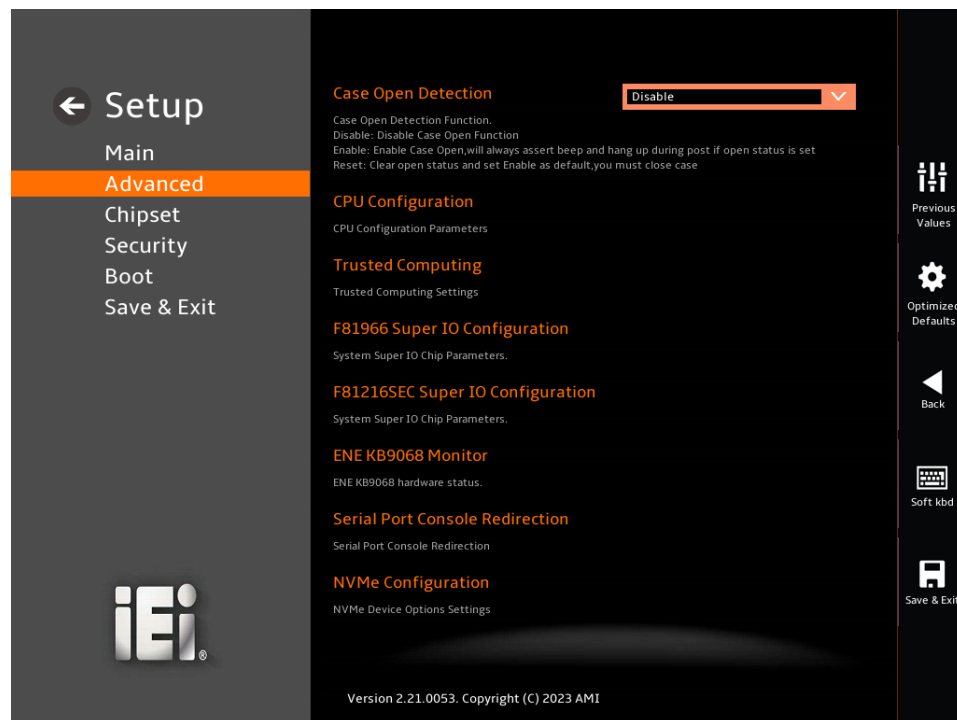 Setup
Main
Advanced
Chipset
Security
Boot
Save & Exit
iEi®
Case Open Detection
Disable
Case Open Detection Function.
Disable: Disable Case Open Function
Enable: Enable Case Open,will always assert beep and hang up during post if open status is set
Reset: Clear open status and set Enable as default,you must close case
CPU Configuration
CPU Configuration Parameters
Trusted Computing
Trusted Computing Settings
F81966 Super IO Configuration
System Super IO Chip Parameters.
F81216SEC Super IO Configuration
System Super IO Chip Parameters.
ENE KB9068 Monitor
ENE KB9068 hardware status.
Serial Port Console Redirection
Serial Port Console Redirection
NVMe Configuration
NVMe Device Options Settings
Version 2.21.0053. Copyright (C) 2023 AMI
Previous
Values
Optimized
Defaults
Back
Soft kbd
Save & Exit